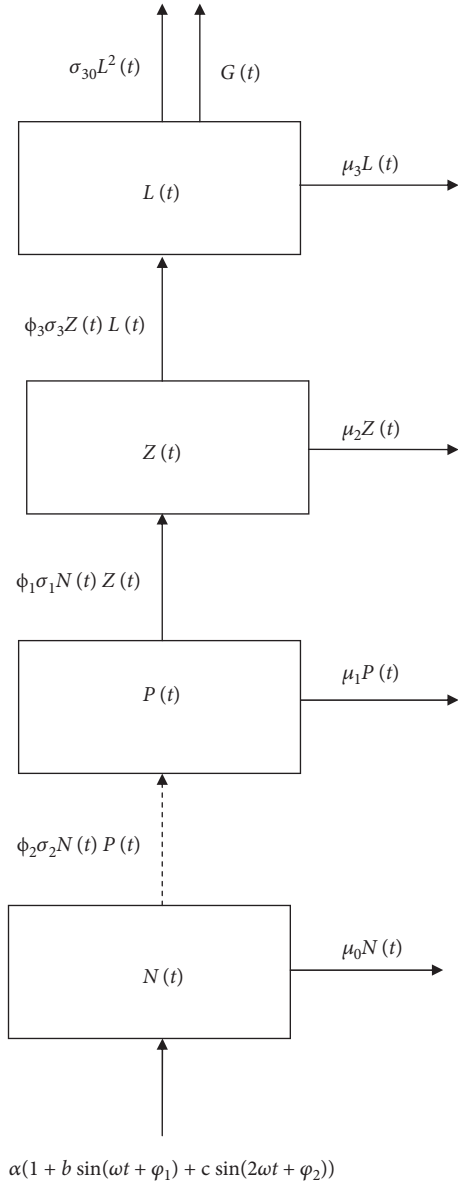 σ₃₀L²(t)
G(t)
L(t)
μ₃L(t)
ϕ₃σ₃Z(t) L(t)
Z(t)
μ₂Z(t)
ϕ₁σ₁N(t) Z(t)
P(t)
μ₁P(t)
ϕ₂σ₂N(t) P(t)
N(t)
μ₀N(t)
α(1 + b sin(ωt + φ₁) + c sin(2ωt + φ₂))